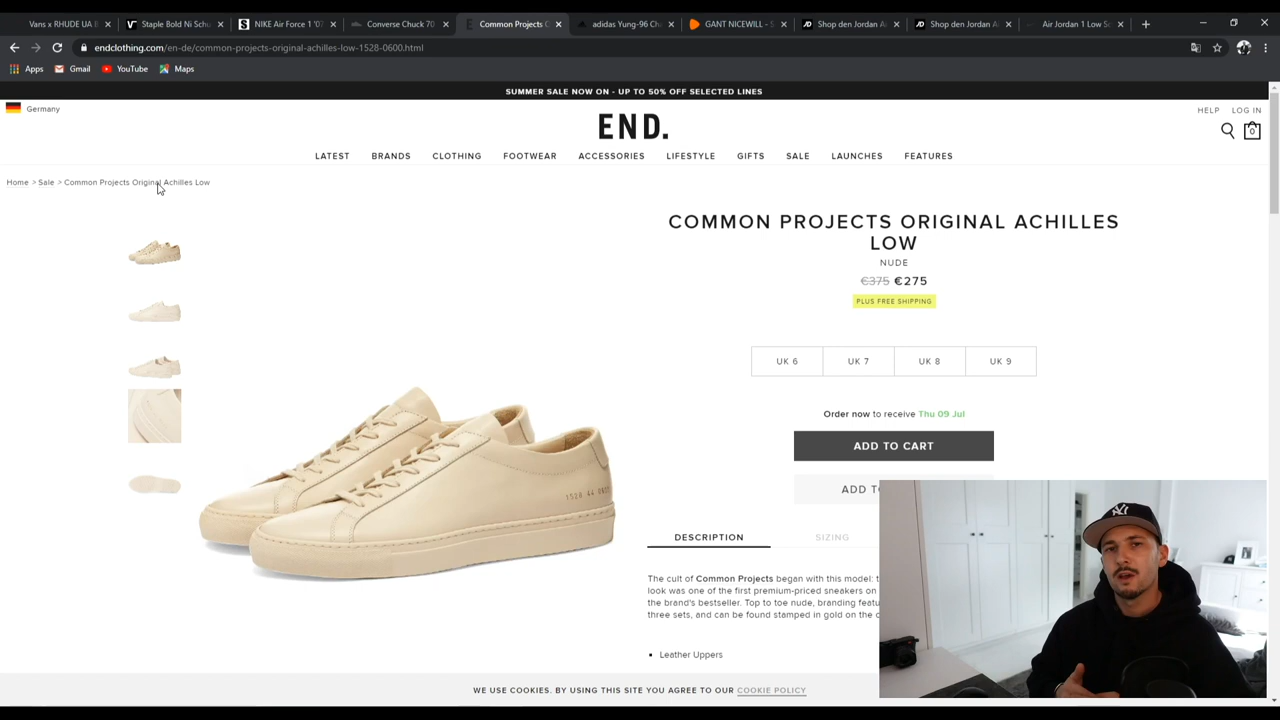 Vans x RHUDE UA B
Staple Bold Ni Schu
NIKE Air Force 1 '07
Converse Chuck 70
Common Projects O
adidas Yung-96 Ch
GANT NICEWILL - S
Shop den Jordan A
Shop den Jordan A
Air Jordan 1 Low S
endclothing.com/en-de/common-projects-original-achilles-low-1528-0600.html
Apps
Gmail
YouTube
Maps
SUMMER SALE NOW ON - UP TO 50% OFF SELECTED LINES
Germany
END.
HELP
LOG IN
0
LATEST
BRANDS
CLOTHING
FOOTWEAR
ACCESSORIES
LIFESTYLE
GIFTS
SALE
LAUNCHES
FEATURES
Home > Sale > Common Projects Original Achilles Low
COMMON PROJECTS ORIGINAL ACHILLES
LOW
NUDE
€375 €275
PLUS FREE SHIPPING
UK 6
UK 7
UK 8
UK 9
Order now to receive Thu 09 Jul
ADD TO CART
ADD TO
1528 44 0600
DESCRIPTION
SIZING
The cult of Common Projects began with this model: t
look was one of the first premium-priced sneakers on
the brand's bestseller. Top to toe nude, branding featu
three sets, and can be found stamped in gold on the o
Leather Uppers
WE USE COOKIES. BY USING THIS SITE YOU AGREE TO OUR COOKIE POLICY
NY